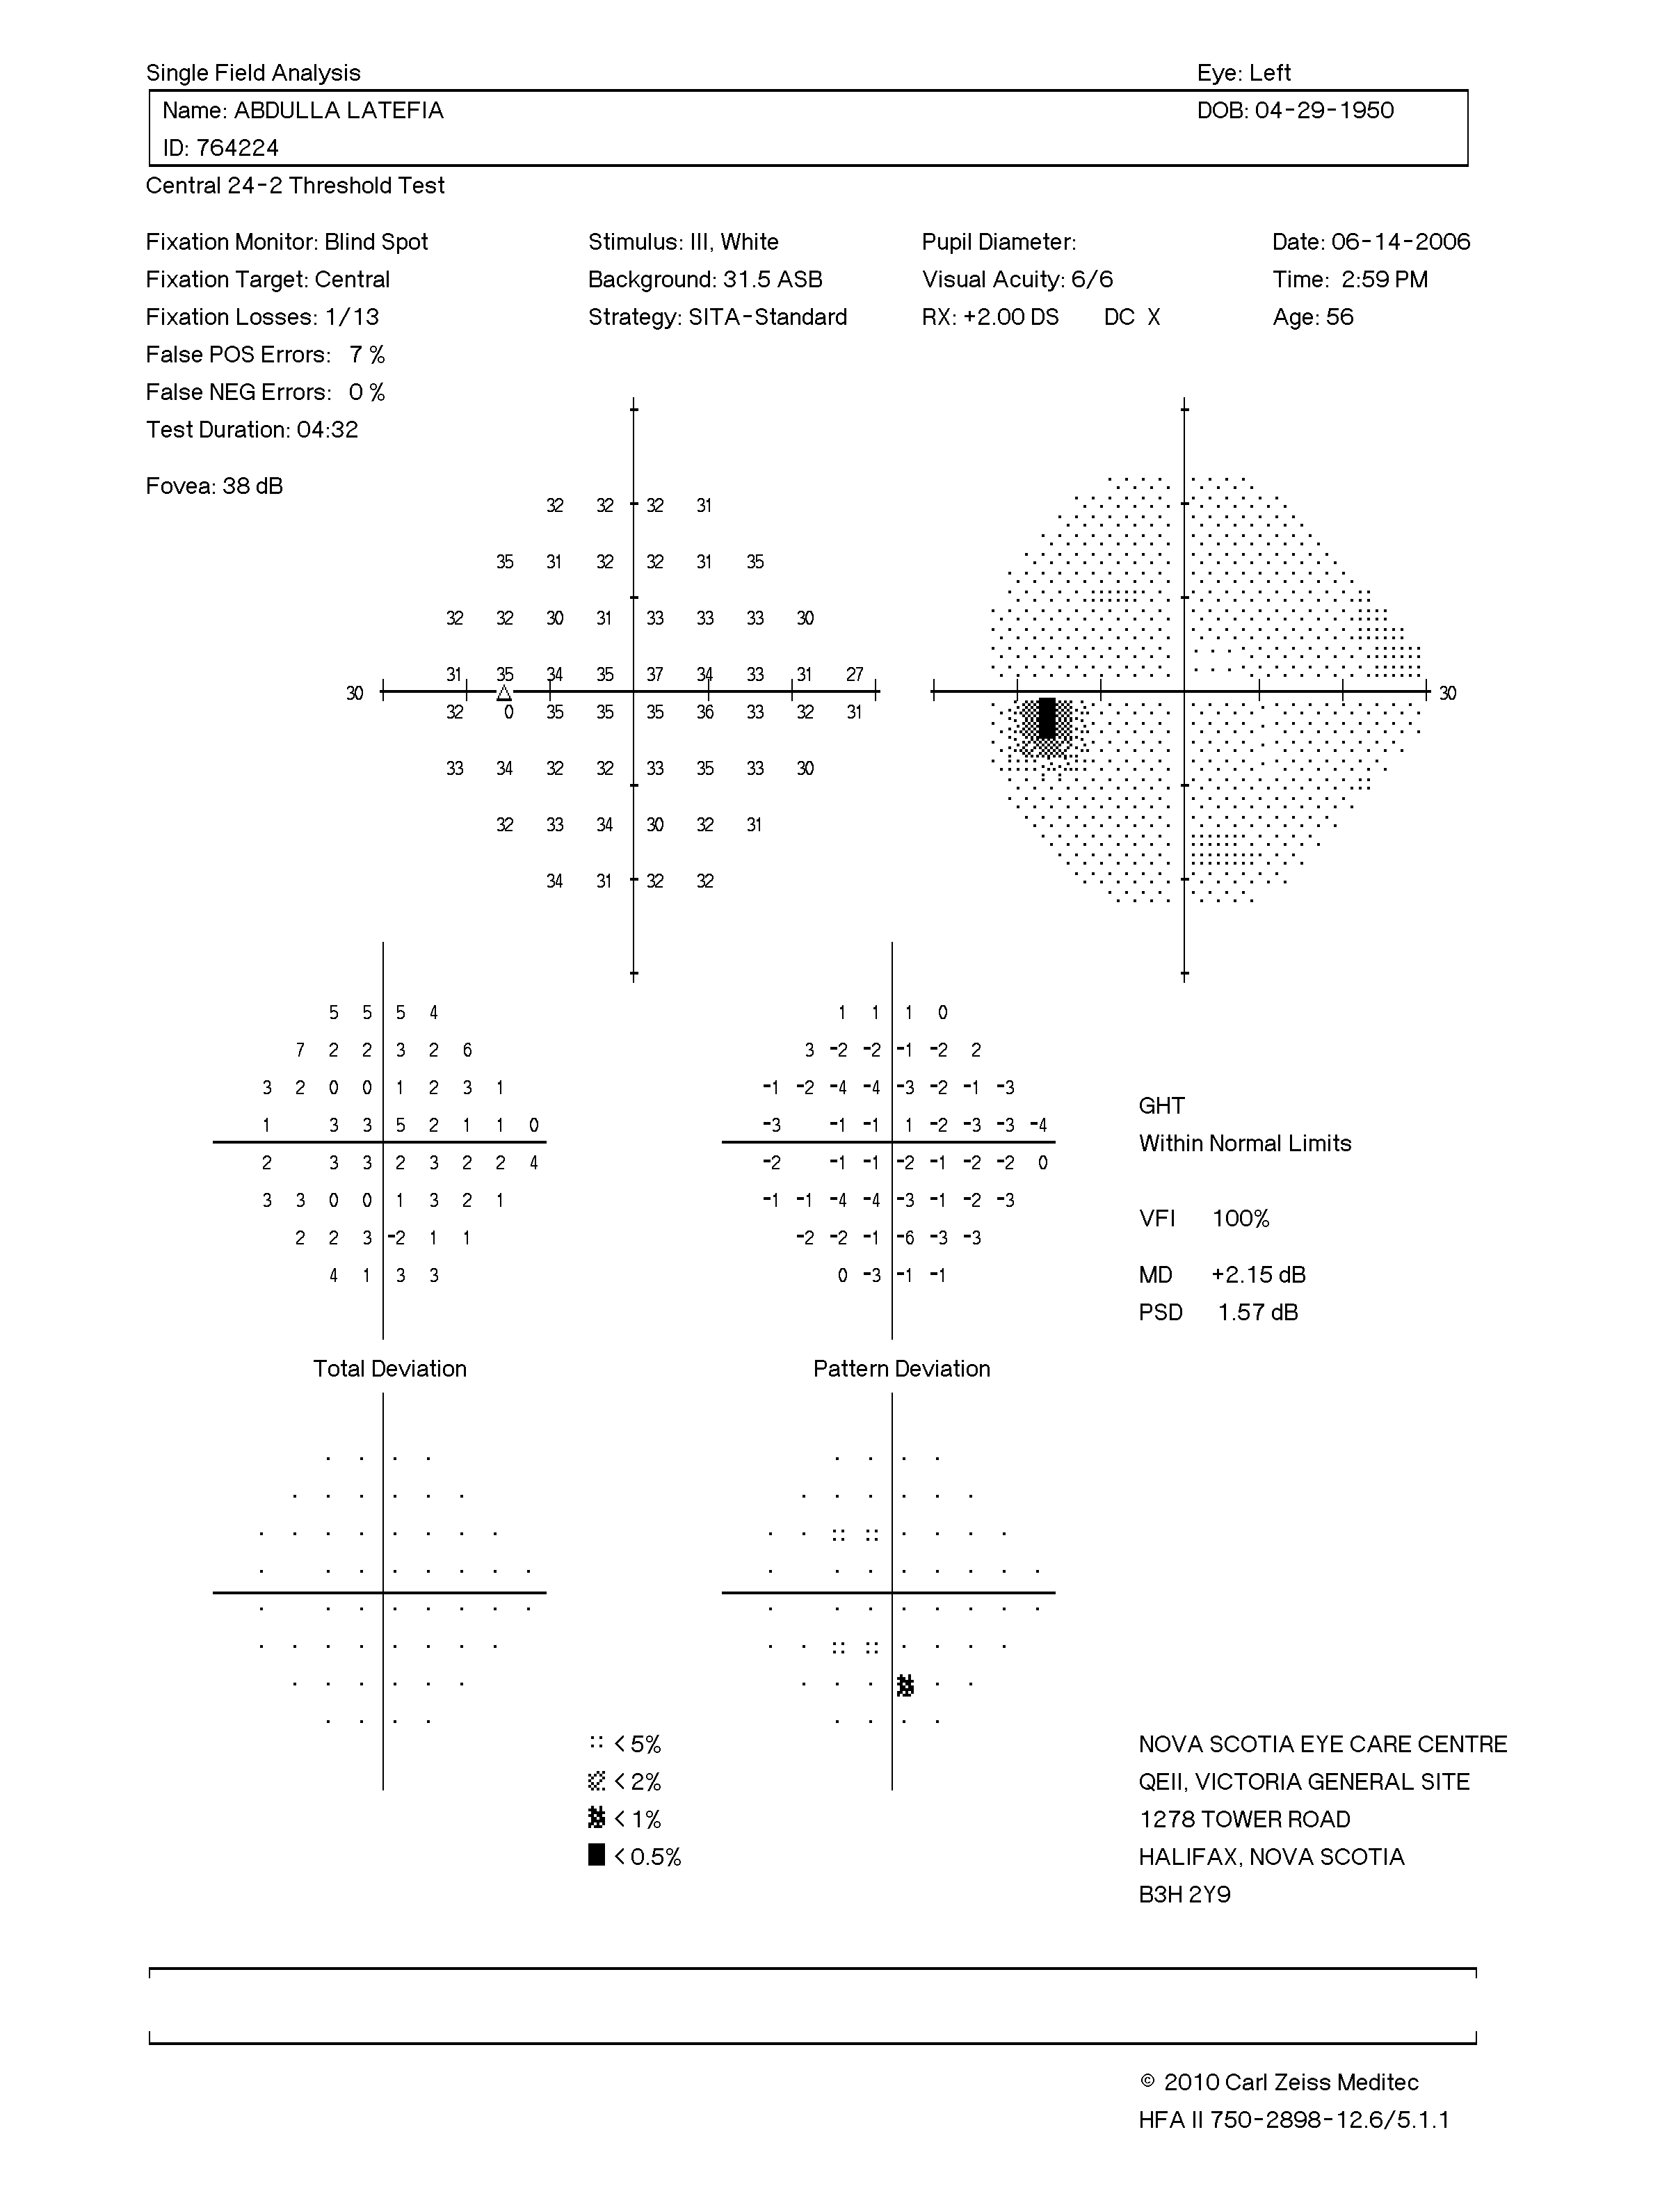 Single Field Analysis Eye: Left
Name: ABDULLA LATEFIA DOB: 04-29-1950
ID: 764224
Central 24-2 Threshold Test
Fixation Monitor: Blind Spot Stimulus: III, White Pupil Diameter: Date: 06-14-2006
Fixation Target: Central Background: 31.5 ASB Visual Acuity: 6/6 Time: 2:59 PM
Fixation Losses: 1/13 Strategy: SITA-Standard RX: +2.00 DS DC X Age: 56
False POS Errors: 7 %
False NEG Errors: 0 %
Test Duration: 04:32
Fovea: 38 dB
32 32 32 31
35 31 32 32 31 35
32 32 30 31 33 33 33 30
31 35 34 35 37 34 33 31 27
30 30
32 0 35 35 35 36 33 32 31
33 34 32 32 33 35 33 30
32 33 34 30 32 31
34 31 32 32
5 5 5 4 1 1 1 0
7 2 2 3 2 6 3 -2 -2 -1 -2 2
3 2 0 0 1 2 3 1 -1 -2 -4 -4 -3 -2 -1 -3
GHT
1 3 3 5 2 1 1 0 -3 -1 -1 1 -2 -3 -3 -4
Within Normal Limits
2 3 3 2 3 2 2 4 -2 -1 -1 -2 -1 -2 -2 0
3 3 0 0 1 3 2 1 -1 -1 -4 -4 -3 -1 -2 -3
VFI 100%
2 2 3 -2 1 1 -2 -2 -1 -6 -3 -3
4 1 3 3 0 -3 -1 -1
MD +2.15 dB
PSD 1.57 dB
Total Deviation Pattern Deviation
< 5% NOVA SCOTIA EYE CARE CENTRE
< 2% QEII, VICTORIA GENERAL SITE
< 1% 1278 TOWER ROAD
< 0.5% HALIFAX, NOVA SCOTIA
B3H 2Y9
© 2010 Carl Zeiss Meditec
HFA II 750-2898-12.6/5.1.1